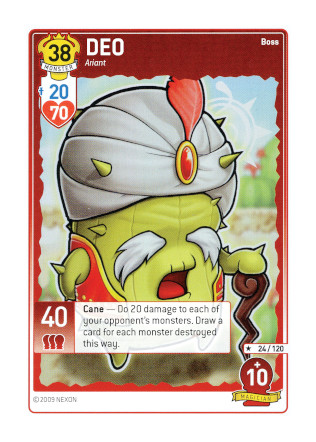 38
MONSTER
DEO
Boss
Ariant
20
70
40
Cane — Do 20 damage to each of
your opponent's monsters. Draw
a card for each monster destroyed
this way.
★ 24/120
+
10
MAGICIAN
©2009 NEXON